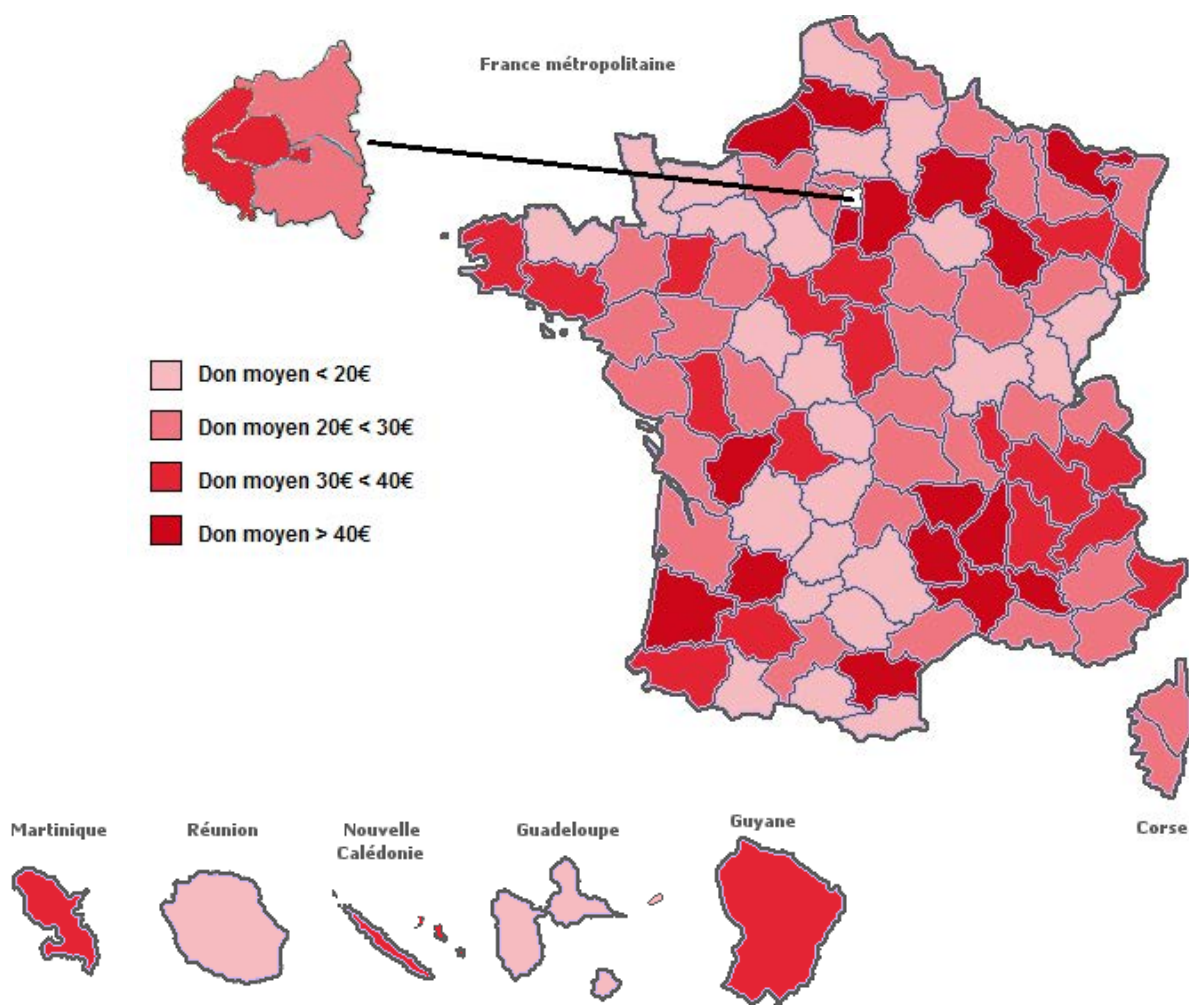 France métropolitaine
Don moyen < 20€
Don moyen 20€ < 30€
Don moyen 30€ < 40€
Don moyen > 40€
Martinique
Réunion
Nouvelle
Calédonie
Guadeloupe
Guyane
Corse